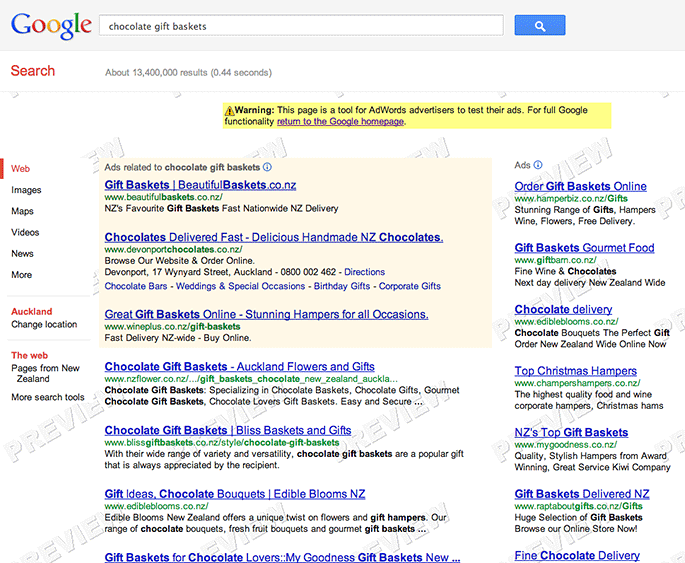 Google
chocolate gift baskets
Search
About 13,400,000 results (0.44 seconds)
Warning: This page is a tool for AdWords advertisers to test their ads. For full Google
functionality return to the Google homepage.
Web
Images
Maps
Videos
News
More
Auckland
Change location
The web
Pages from New
Zealand
More search tools
Ads related to chocolate gift baskets
Gift Baskets | BeautifulBaskets.co.nz
www.beautifulbaskets.co.nz/
NZ's Favourite Gift Baskets Fast Nationwide NZ Delivery
Chocolates Delivered Fast - Delicious Handmade NZ Chocolates.
www.devonportchocolates.co.nz/
Browse Our Website & Order Online.
Devonport, 17 Wynyard Street, Auckland - 0800 002 462 - Directions
Chocolate Bars - Weddings & Special Occasions - Birthday Gifts - Corporate Gifts
Great Gift Baskets Online - Stunning Hampers for all Occasions.
www.wineplus.co.nz/gift-baskets
Fast Delivery NZ-wide - Buy Online.
Chocolate Gift Baskets - Auckland Flowers and Gifts
www.nzflower.co.nz/.../gift_baskets_chocolate_new_zealand_auckla...
Chocolate Gift Baskets: Specializing in Chocolate Baskets, Chocolate Gifts, Gourmet
Chocolate Gift Baskets, Chocolate Lovers Gift Baskets. Easy and Secure ...
Chocolate Gift Baskets | Bliss Baskets and Gifts
www.blissgiftbaskets.co.nz/style/chocolate-gift-baskets
With their wide range of variety and versatility, chocolate gift baskets are a popular gift
that is always appreciated by the recipient.
Gift Ideas, Chocolate Bouquets | Edible Blooms NZ
www.edibleblooms.co.nz/
Edible Blooms New Zealand offers a unique twist on flowers and gift hampers. Our
range of chocolate bouquets, fresh fruit bouquets and gourmet gift baskets ...
Gift Baskets for Chocolate Lovers::My Goodness Gift Baskets New ...
Ads
Order Gift Baskets Online
www.hamperbiz.co.nz/Gifts
Stunning Range of Gifts, Hampers
Wine, Flowers, Free Delivery.
Gift Baskets Gourmet Food
www.giftbarn.co.nz/
Fine Wine & Chocolates
Next day delivery New Zealand Wide
Chocolate delivery
www.edibleblooms.co.nz/
Chocolate Bouquets The Perfect Gift
Order New Zealand Wide Online Now
Top Christmas Hampers
www.champershampers.co.nz/
The highest quality food and wine
corporate hampers, Christmas hams
NZ's Top Gift Baskets
www.mygoodness.co.nz/
Quality, Stylish Hampers from Award
Winning, Great Service Kiwi Company
Gift Baskets Delivered NZ
www.raptaboutgifts.co.nz/Gifts
Huge Selection of Gift Baskets
Browse our Online Store Now!
Fine Chocolate Delivery
PREVIEW
PREVIEW
PREVIEW
PREVIEW
PREVIEW
PREVIEW